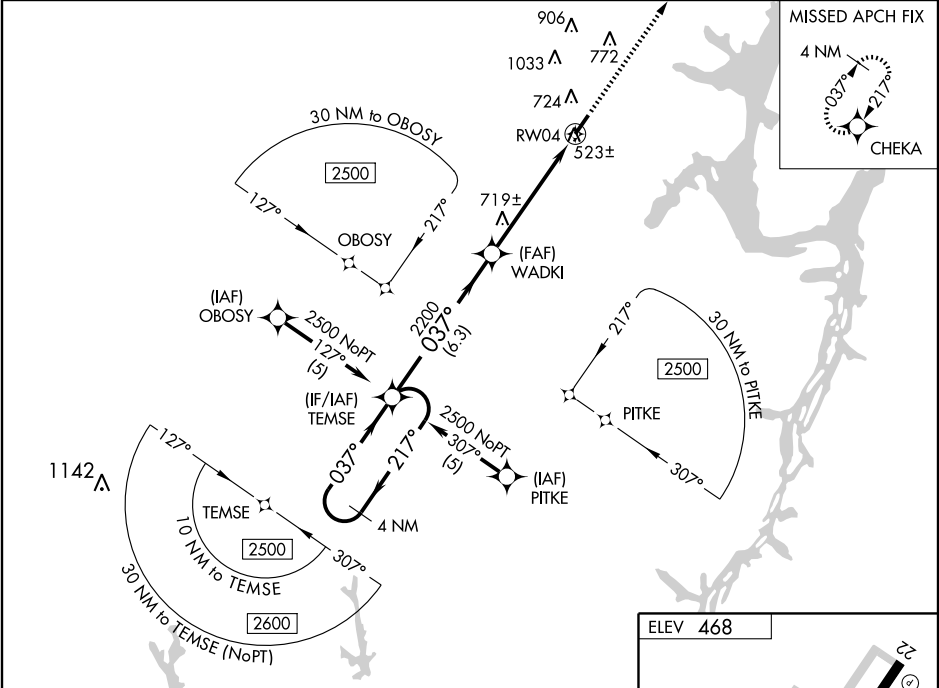 906
772
1033
724
RW04
523±
MISSED APCH FIX
4 NM
037°
217°
CHEKA
30 NM to OBOSY
2500
127°
217°
OBOSY
719±
(FAF)
WADKI
(IAF)
OBOSY
2500 NoPT
127°
(5)
2200
037°
(6.3)
(IF/IAF)
TEMSE
037°
217°
4 NM
2500 NoPT
307°
(5)
(IAF)
PITKE
217°
30 NM to PITKE
2500
PITKE
307°
1142
127°
TEMSE
2500
10 NM to TEMSE
307°
2600
30 NM to TEMSE (NoPT)
ELEV 468
22
P